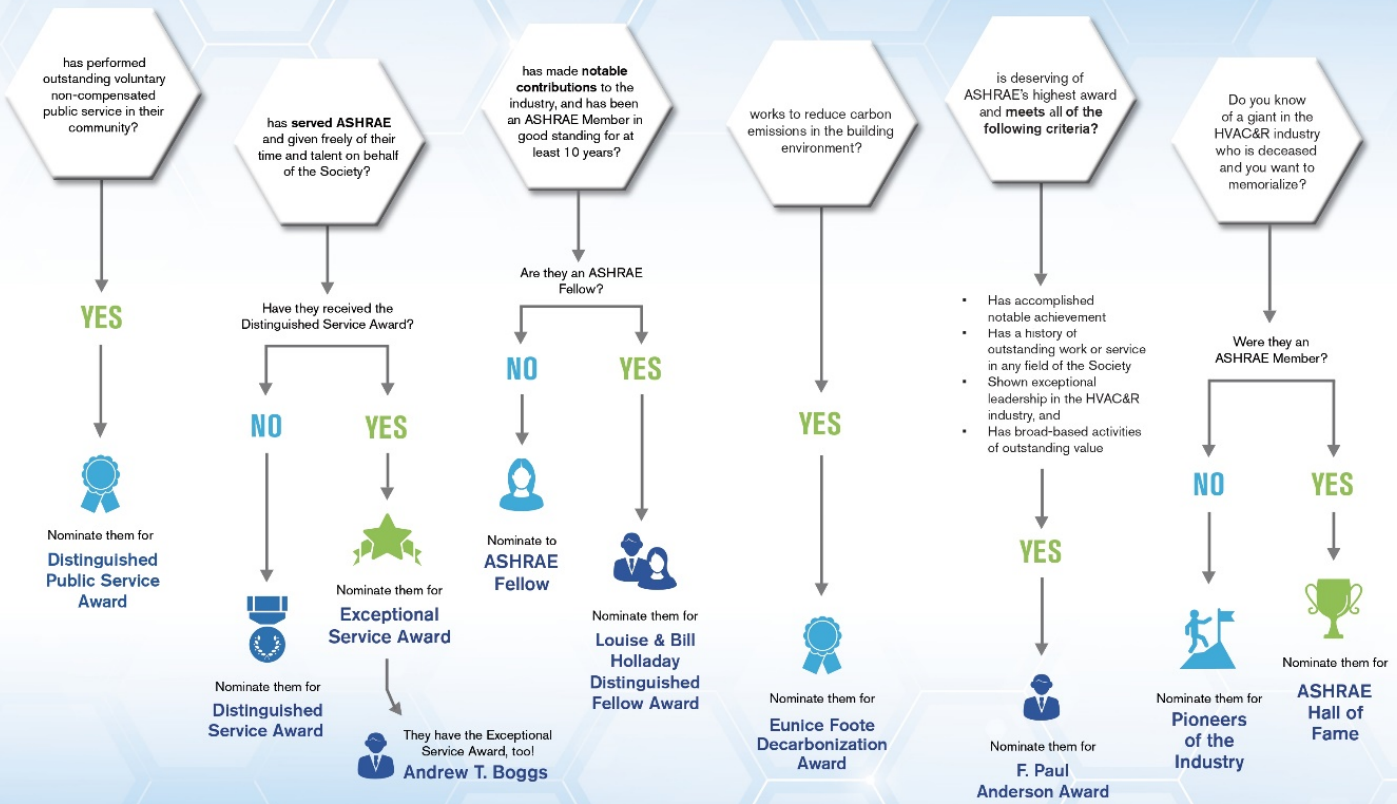 has performed
outstanding voluntary
non-compensated
public service in their
community?
YES
Nominate them for
Distinguished
Public Service
Award
has served ASHRAE
and given freely of their
time and talent on behalf
of the Society?
Have they received the
Distinguished Service Award?
NO
Nominate them for
Distinguished
Service Award
YES
Nominate them for
Exceptional
Service Award
They have the Exceptional
Service Award, too!
Andrew T. Boggs
has made notable
contributions to the
industry, and has been
an ASHRAE Member in
good standing for at
least 10 years?
Are they an ASHRAE
Fellow?
NO
Nominate to
ASHRAE
Fellow
YES
Nominate them for
Louise & Bill
Holladay
Distinguished
Fellow Award
works to reduce carbon
emissions in the building
environment?
YES
Nominate them for
Eunice Foote
Decarbonization
Award
is deserving of
ASHRAE's highest award
and meets all of the
following criteria?
▪ Has accomplished
notable achievement
▪ Has a history of
outstanding work or service
in any field of the Society
▪ Shown exceptional
leadership in the HVAC&R
industry, and
▪ Has broad-based activities
of outstanding value
YES
Nominate them for
F. Paul
Anderson Award
Do you know
of a giant in the
HVAC&R industry
who is deceased
and you want to
memorialize?
Were they an
ASHRAE Member?
NO
Nominate them for
Pioneers
of the
Industry
YES
Nominate them for
ASHRAE
Hall of
Fame